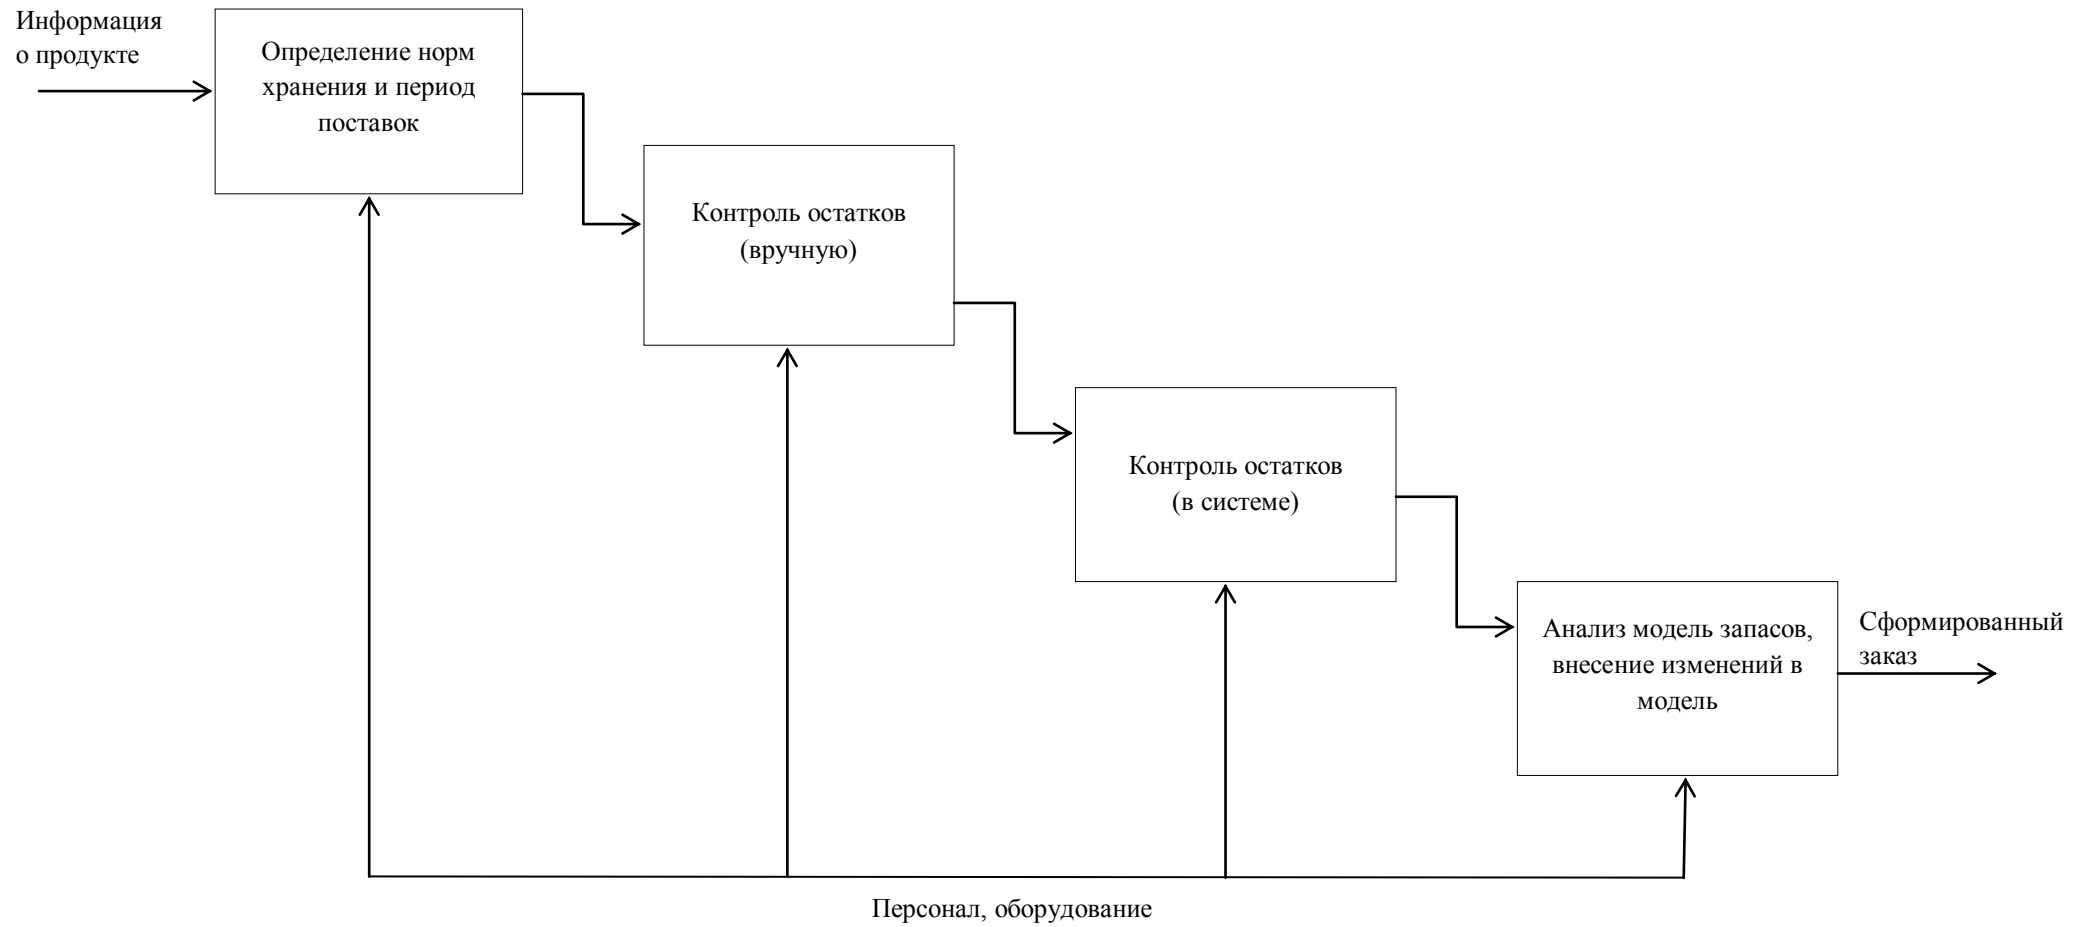 Информация
о продукте
Определение норм
хранения и период
поставок
Контроль остатков
(вручную)
Контроль остатков
(в системе)
Анализ модель запасов,
внесение изменений в
модель
Сформированный
заказ
Персонал, оборудование